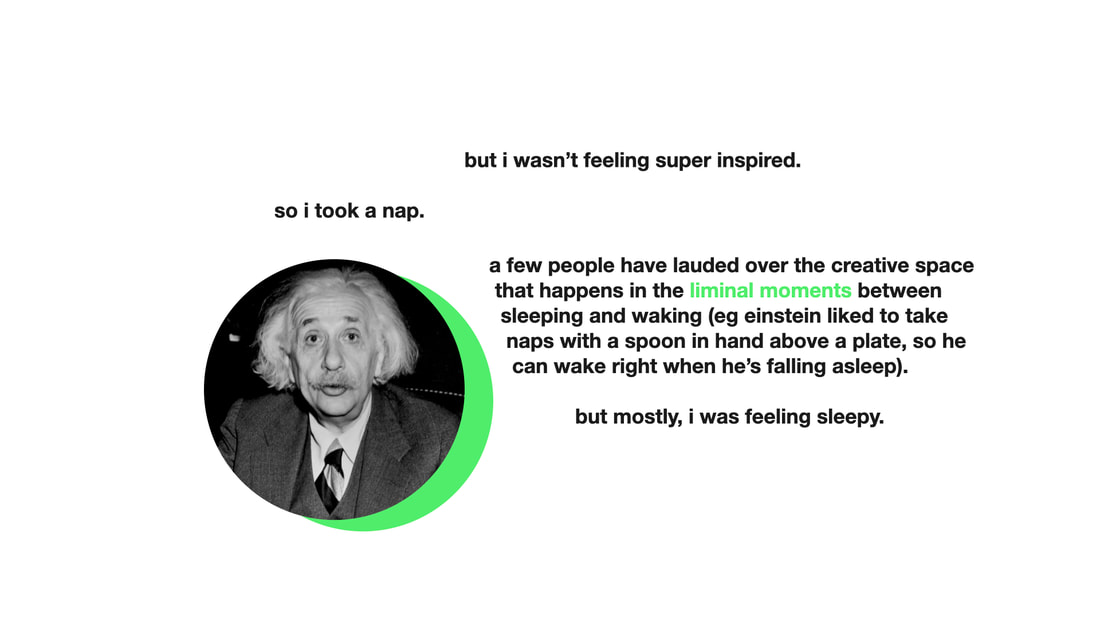 but i wasn’t feeling super inspired.
so i took a nap.
a few people have lauded over the creative space
that happens in the liminal moments between
sleeping and waking (eg einstein liked to take
naps with a spoon in hand above a plate, so he
can wake right when he’s falling asleep).
but mostly, i was feeling sleepy.